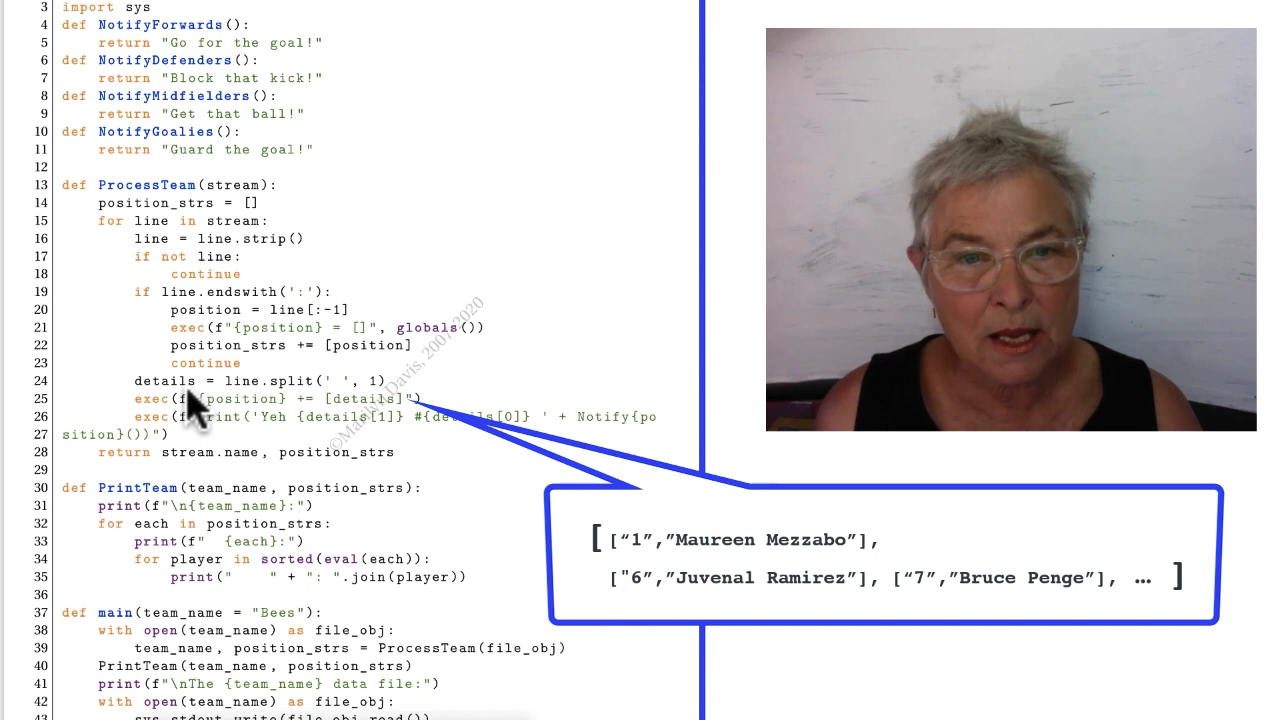 3 import sys
4 def NotifyForwards():
5     return "Go for the goal!"
6 def NotifyDefenders():
7     return "Block that kick!"
8 def NotifyMidfielders():
9     return "Get that ball!"
10 def NotifyGoalies():
11     return "Guard the goal!"
12
13 def ProcessTeam(stream):
14     position_strs = []
15     for line in stream:
16         line = line.strip()
17         if not line:
18             continue
19         if line.endswith(':'):
20             position = line[:-1]
21             exec(f"{position} = []", globals())
22             position_strs += [position]
23             continue
24         details = line.split(' ', 1)
25         exec(f"{position} += [details]")
26         exec(f"print('Yeh {details[1]} #{details[0]} ' + Notify{po
27 sition}())")
28     return stream.name, position_strs
29
30 def PrintTeam(team_name, position_strs):
31     print(f"\n{team_name}:")
32     for each in position_strs:
33         print(f"  {each}:")
34         for player in sorted(eval(each)):
35             print("    " + ": ".join(player))
36
37 def main(team_name = "Bees"):
38     with open(team_name) as file_obj:
39         team_name, position_strs = ProcessTeam(file_obj)
40     PrintTeam(team_name, position_strs)
41     print(f"\nThe {team_name} data file:")
42     with open(team_name) as file_obj:
43         sys.stdout.write(file_obj.read())
[ [“1”,”Maureen Mezzabo”],
["6”,”Juvenal Ramirez”], [“7”,”Bruce Penge”], … ]